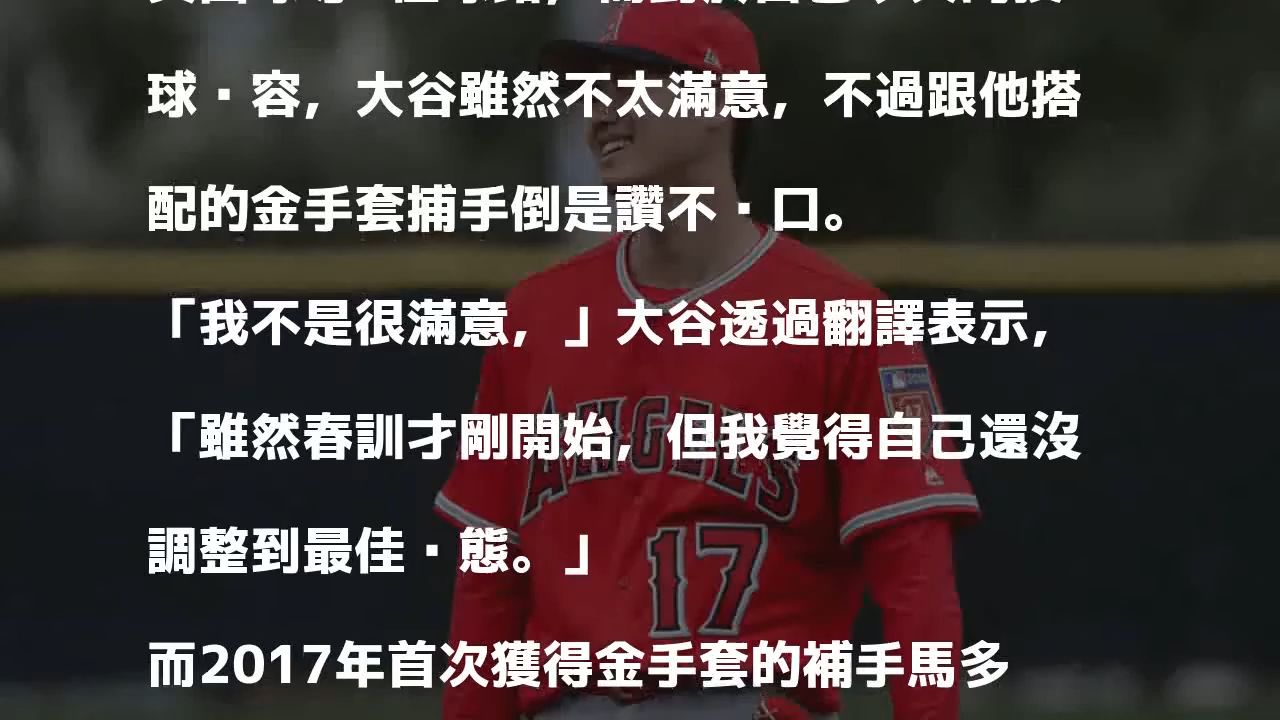 球·容，大谷雖然不太滿意，不過跟他搭
配的金手套捕手倒是讚不·口。
「我不是很滿意，」大谷透過翻譯表示，
「雖然春訓才剛開始，但我覺得自己還沒
調整到最佳·態。」
而2017年首次獲得金手套的補手馬多
ANGELS
17